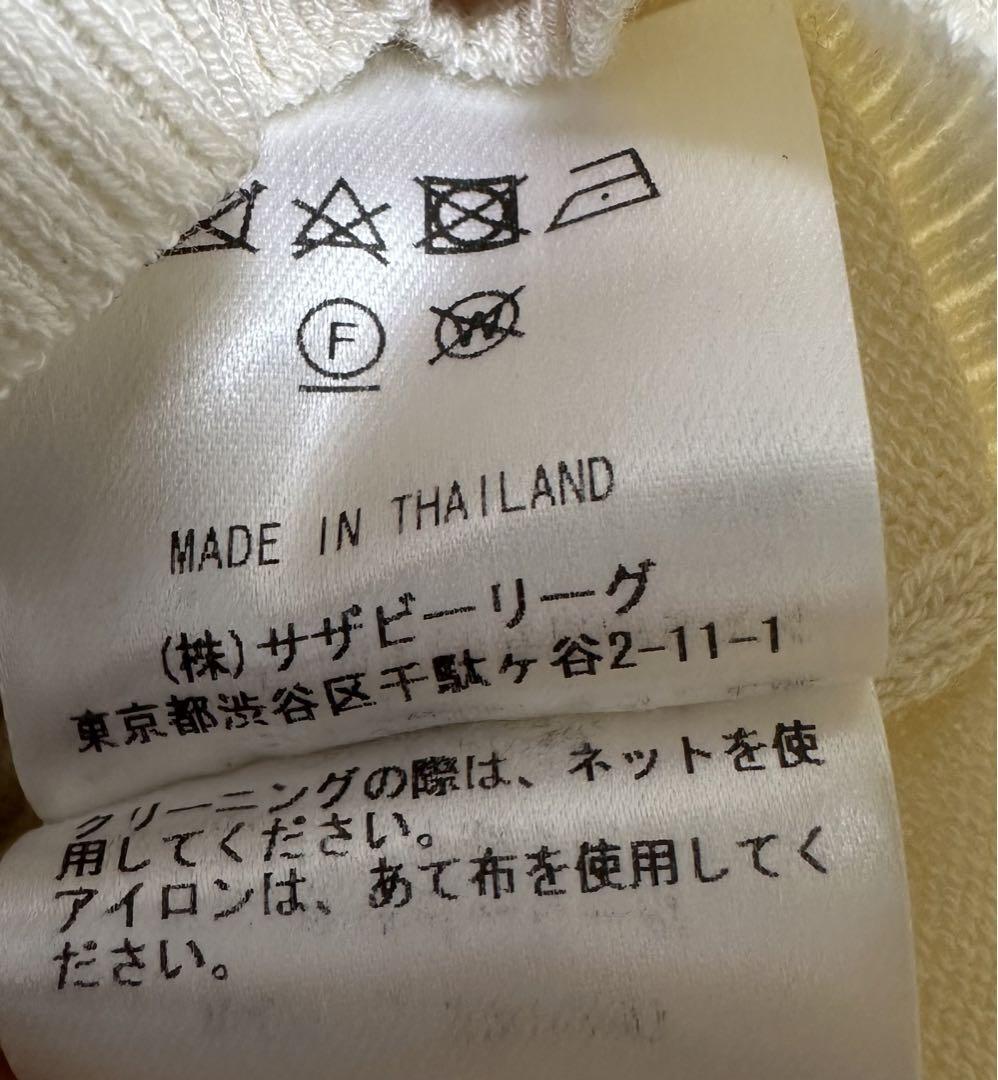 F
W
MADE IN THAILAND
(株)サザビーリーグ
東京都渋谷区千駄ヶ谷2-11-1
クリーニングの際は、ネットを使
用してください。
アイロンは、あて布を使用してく
ださい。